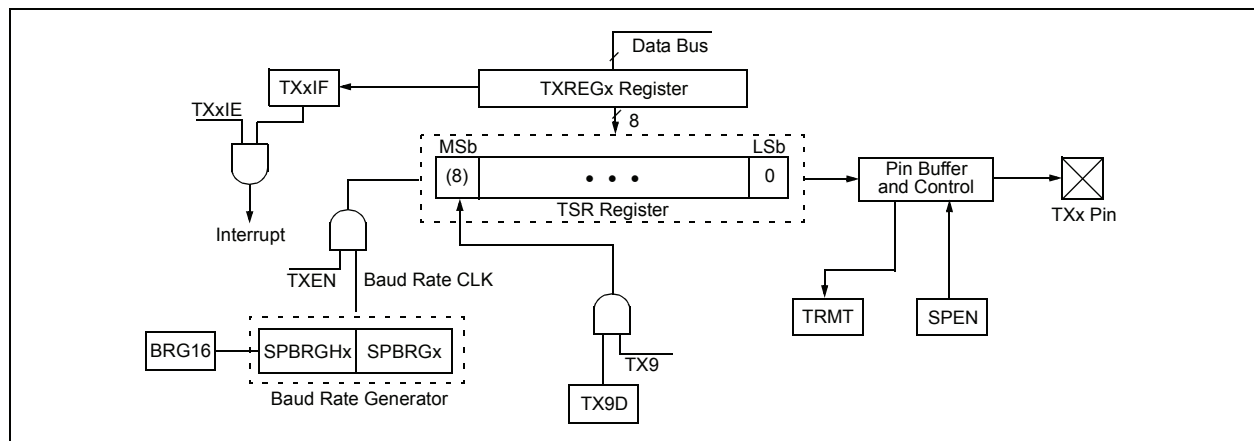 Data Bus
TXxIF
TXREGx Register
TXxIE
8
MSb
LSb
(8)
• • •
0
Pin Buffer
and Control
TSR Register
TXx Pin
Interrupt
TXEN
Baud Rate CLK
TRMT
SPEN
BRG16
SPBRGHx
SPBRGx
TX9
Baud Rate Generator
TX9D